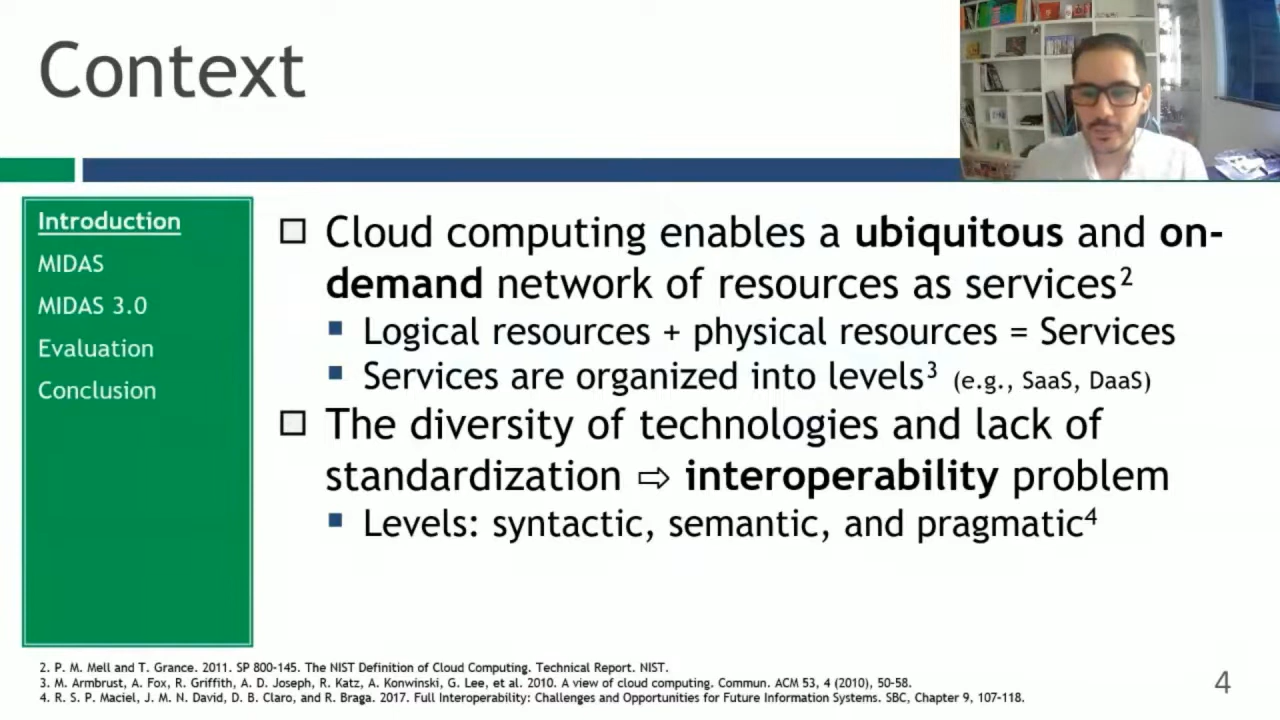 Context
Introduction
MIDAS
MIDAS 3.0
Evaluation
Conclusion
Cloud computing enables a ubiquitous and on-
demand network of resources as services²
Logical resources + physical resources = Services
Services are organized into levels³ (e.g., SaaS, DaaS)
The diversity of technologies and lack of
standardization ⇨ interoperability problem
Levels: syntactic, semantic, and pragmatic⁴
2. P. M. Mell and T. Grance. 2011. SP 800-145. The NIST Definition of Cloud Computing. Technical Report. NIST.
3. M. Armbrust, A. Fox, R. Griffith, A. D. Joseph, R. Katz, A. Konwinski, G. Lee, et al. 2010. A view of cloud computing. Commun. ACM 53, 4 (2010), 50-58.
4. R. S. P. Maciel, J. M. N. David, D. B. Claro, and R. Braga. 2017. Full Interoperability: Challenges and Opportunities for Future Information Systems. SBC, Chapter 9, 107-118.
4